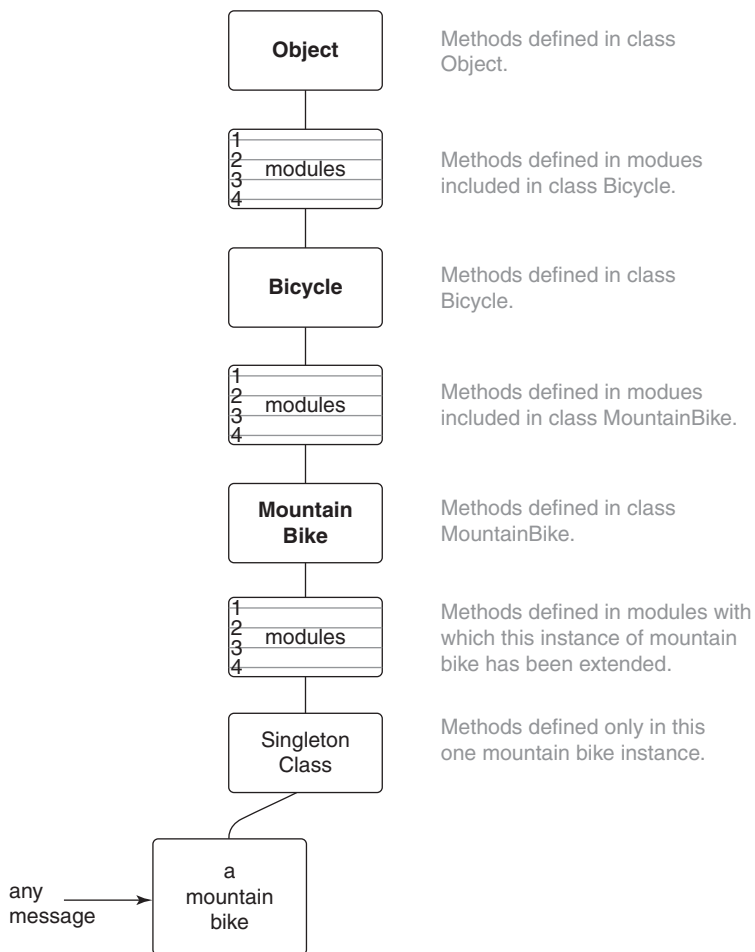 Object
Methods defined in class
Object.
1
2
3
4
modules
Methods defined in modues
included in class Bicycle.
Bicycle
Methods defined in class
Bicycle.
1
2
3
4
modules
Methods defined in modues
included in class MountainBike.
Mountain
Bike
Methods defined in class
MountainBike.
1
2
3
4
modules
Methods defined in modules with
which this instance of mountain
bike has been extended.
Singleton
Class
Methods defined only in this
one mountain bike instance.
any
message
a
mountain
bike